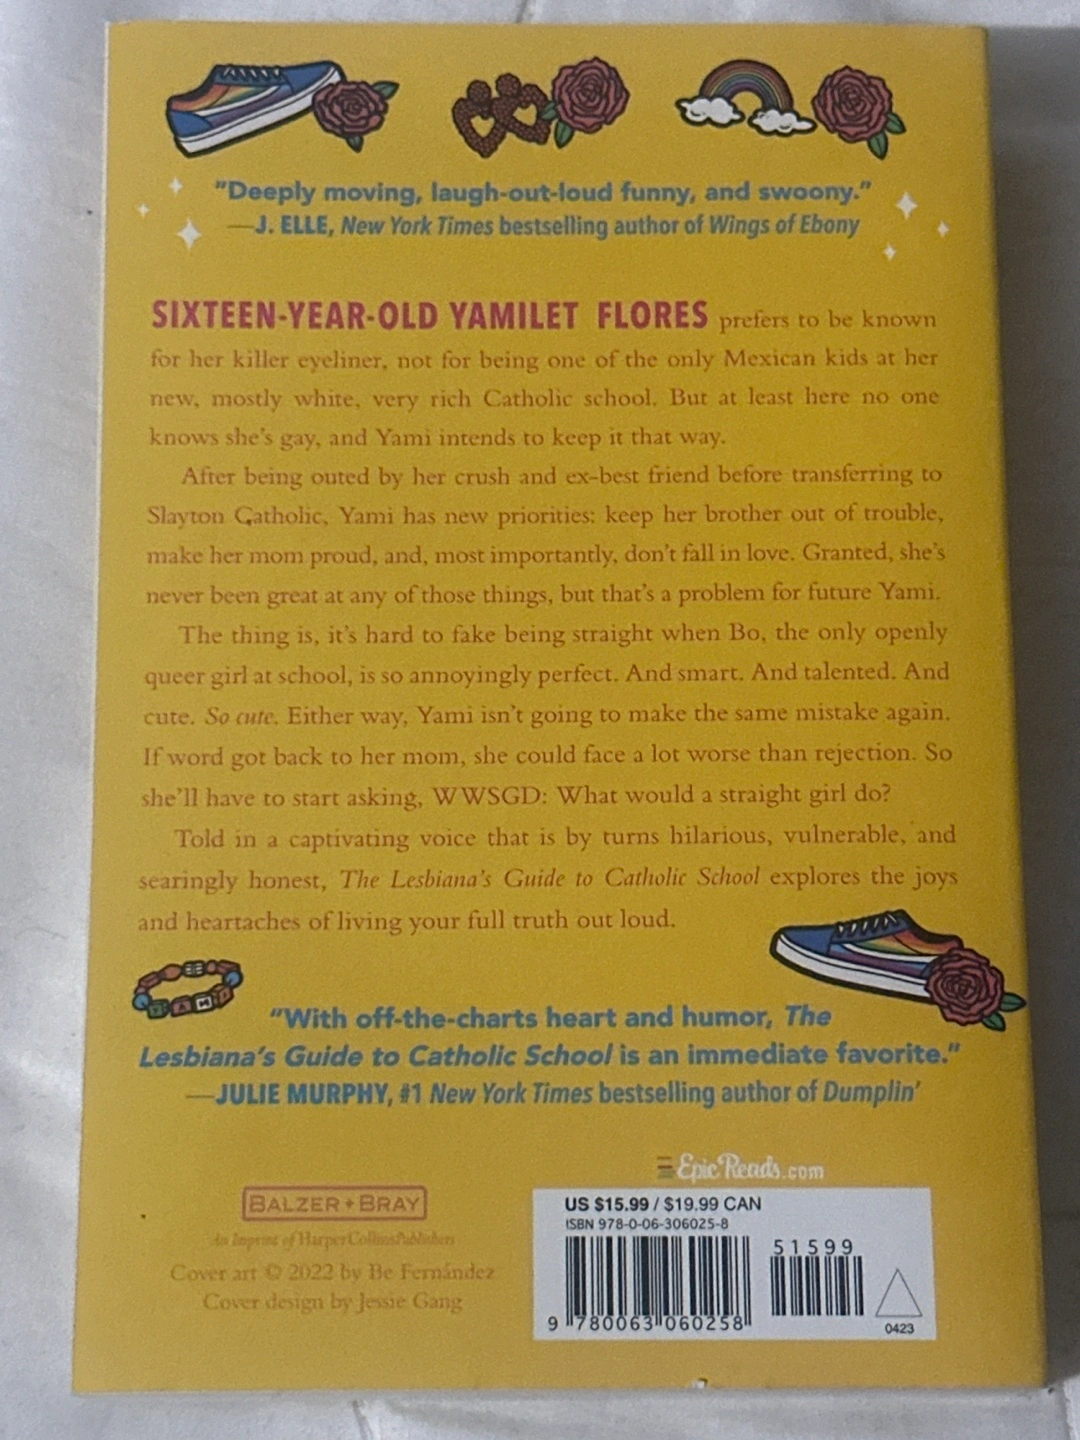 "Deeply moving, laugh-out-loud funny, and swoony."
—J. ELLE, New York Times bestselling author of Wings of Ebony
SIXTEEN-YEAR-OLD YAMILET FLORES prefers to be known
for her killer eyeliner, not for being one of the only Mexican kids at her
new, mostly white, very rich Catholic school. But at least here no one
knows she's gay, and Yami intends to keep it that way.
After being outed by her crush and ex-best friend before transferring to
Slayton Catholic, Yami has new priorities: keep her brother out of trouble,
make her mom proud, and, most importantly, don't fall in love. Granted, she's
never been great at any of those things, but that's a problem for future Yami.
The thing is, it's hard to fake being straight when Bo, the only openly
queer girl at school, is so annoyingly perfect. And smart. And talented. And
cute. So cute. Either way, Yami isn't going to make the same mistake again.
If word got back to her mom, she could face a lot worse than rejection. So
she'll have to start asking, WWSGD: What would a straight girl do?
Told in a captivating voice that is by turns hilarious, vulnerable, and
searingly honest, The Lesbiana's Guide to Catholic School explores the joys
and heartaches of living your full truth out loud.
"With off-the-charts heart and humor, The
Lesbiana's Guide to Catholic School is an immediate favorite."
—JULIE MURPHY, #1 New York Times bestselling author of Dumplin'
EpicReads.com
BALZER + BRAY
An Imprint of HarperCollinsPublishers
Cover art © 2022 by Be Fernández
Cover design by Jessie Gang
US $15.99 / $19.99 CAN
ISBN 978-0-06-306025-8
51599
9 780063 060258
0423